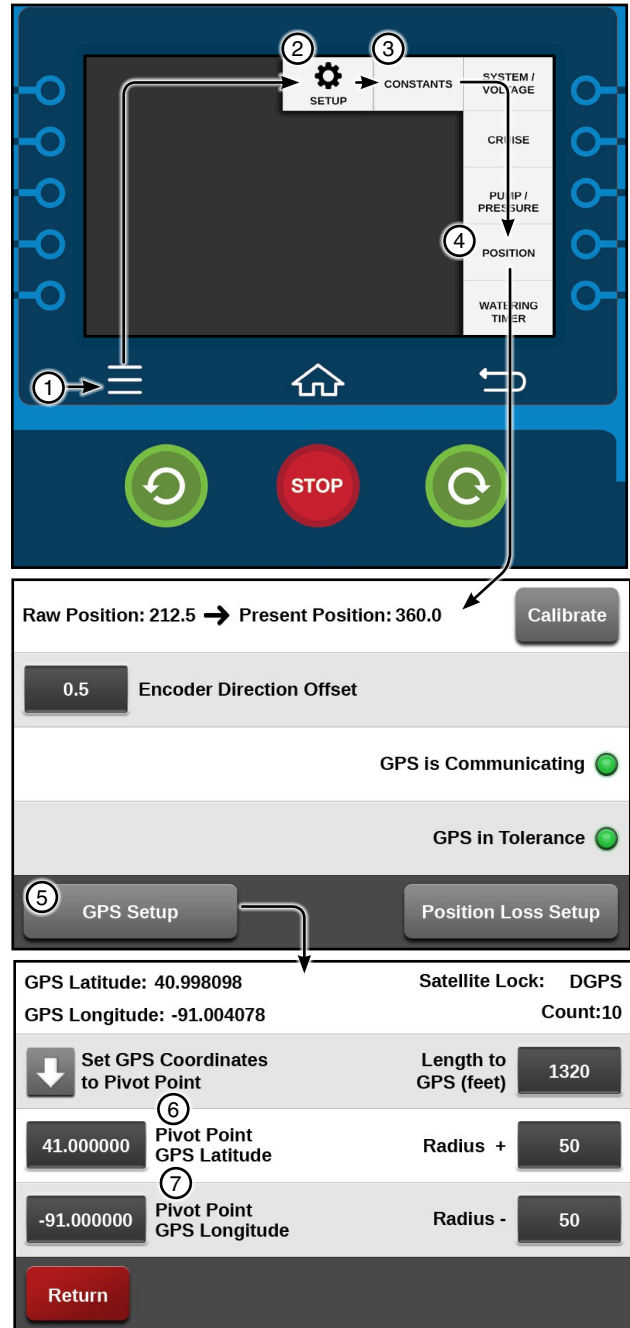 2
3
SETUP
CONSTANTS
SYSTEM /
VOLTAGE
CRUISE
PUMP /
PRESSURE
4
POSITION
WATERING
TIMER
1
STOP
Raw Position: 212.5 → Present Position: 360.0
Calibrate
0.5
Encoder Direction Offset
GPS is Communicating
GPS in Tolerance
5
GPS Setup
Position Loss Setup
GPS Latitude: 40.998098
Satellite Lock: DGPS
GPS Longitude: -91.004078
Count:10
Set GPS Coordinates
to Pivot Point
Length to
GPS (feet)
1320
6
41.000000
Pivot Point
GPS Latitude
Radius +
50
7
-91.000000
Pivot Point
GPS Longitude
Radius -
50
Return